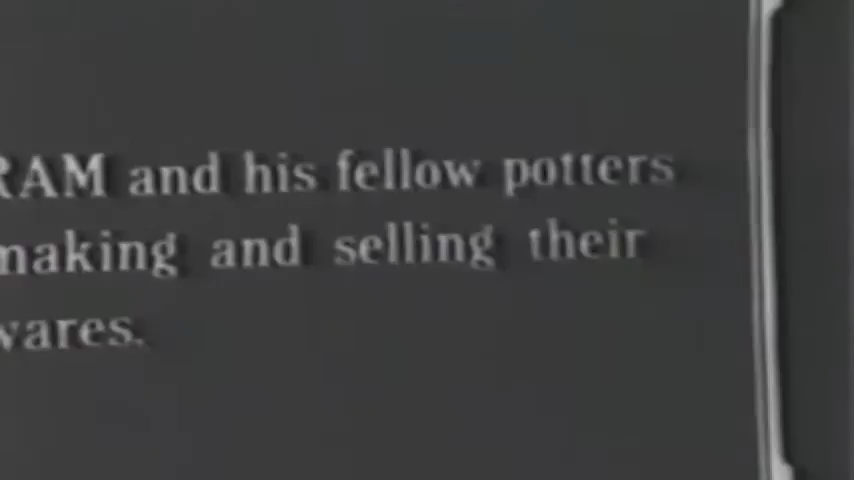 RAM and his fellow potters
making and selling their
wares.